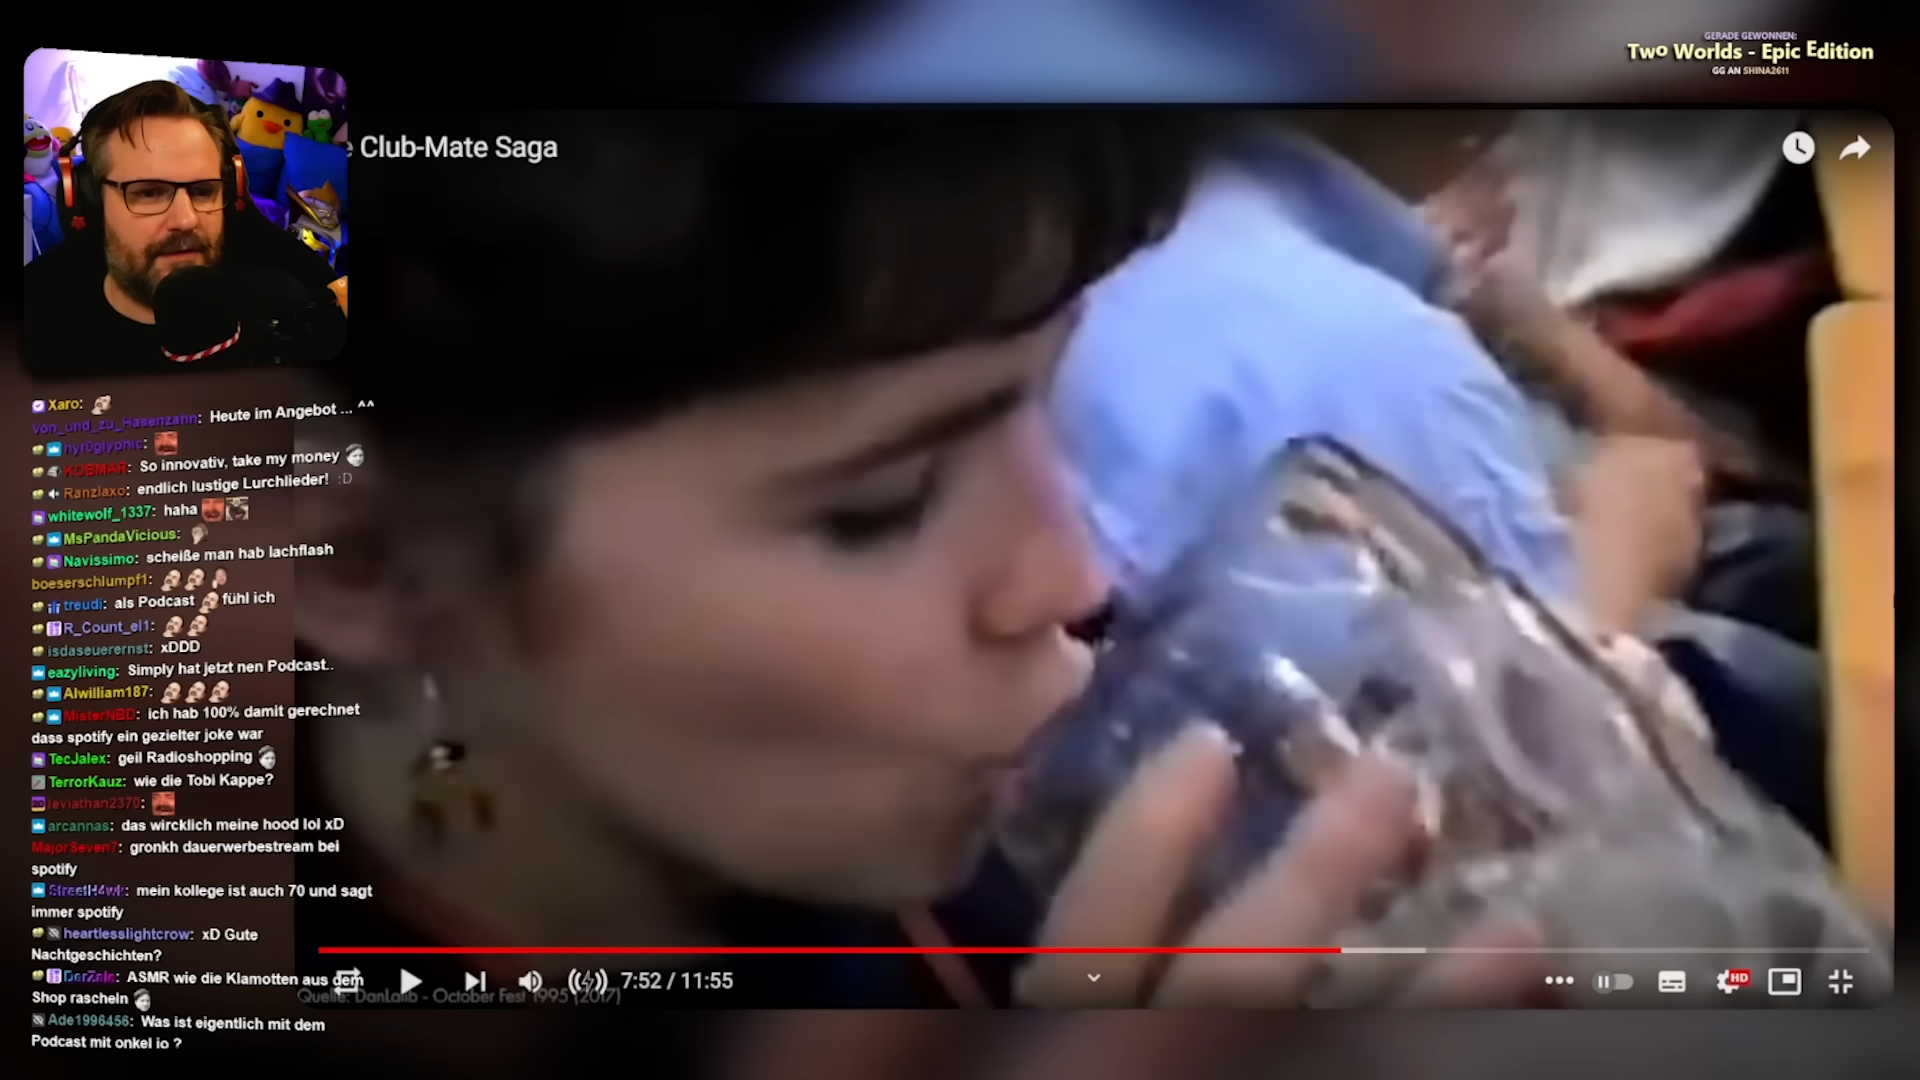 GERADE GEWONNEN:
Two Worlds - Epic Edition
GG AN SHINA2611
e Club-Mate Saga
Xaro:
von_und_zu_Hasenzahn: Heute im Angebot ... ^^
hyr0glyphic:
KOBMAR: So innovativ, take my money
Ranzlaxo: endlich lustige Lurchlieder! :D
whitewolf_1337: haha
MsPandaVicious:
Navissimo: scheiße man hab lachflash
boeserschlumpf1:
treudi: als Podcast fühl ich
R_Count_el1:
isdaseuerernst: xDDD
eazyliving: Simply hat jetzt nen Podcast..
Alwilliam187:
MisterNBD: ich hab 100% damit gerechnet
dass spotify ein gezielter joke war
TecJalex: geil Radioshopping
TerrorKauz: wie die Tobi Kappe?
leviathan2370:
arcannas: das wircklich meine hood lol xD
MajorSeven7: gronkh dauerwerbestream bei
spotify
StreetH4wk: mein kollege ist auch 70 und sagt
immer spotify
heartlesslightcrow: xD Gute
Nachtgeschichten?
DerZole: ASMR wie die Klamotten aus dem
Shop rascheln
Ade1996456: Was ist eigentlich mit dem
Podcast mit onkel io ?
7:52 / 11:55
HD
Quelle: DanLalib - October Fest 1995 (2017)